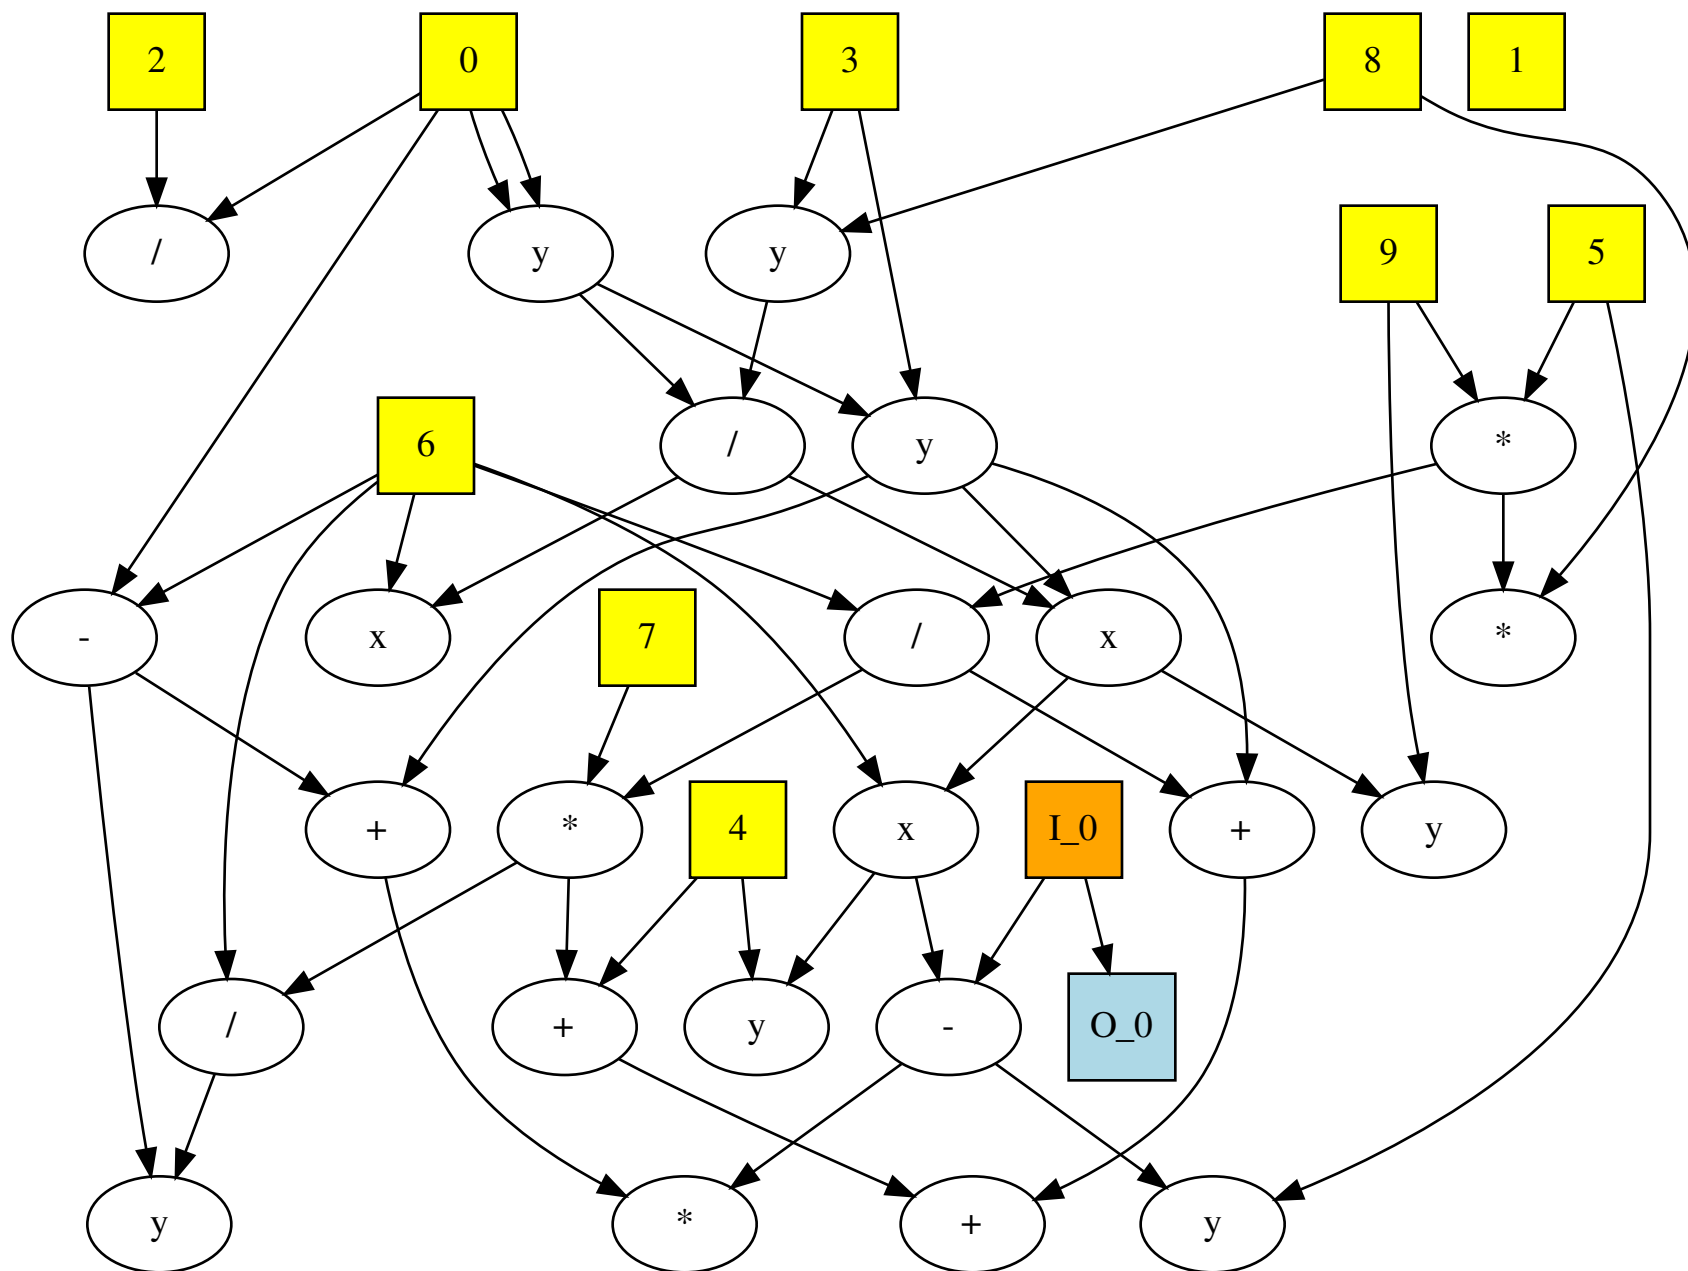 2 0 3 8 1
/ y y 9 5
6 / y *
- x 7 / x *
+ * 4 x I_0 + y
/ + y - O_0
y * + y